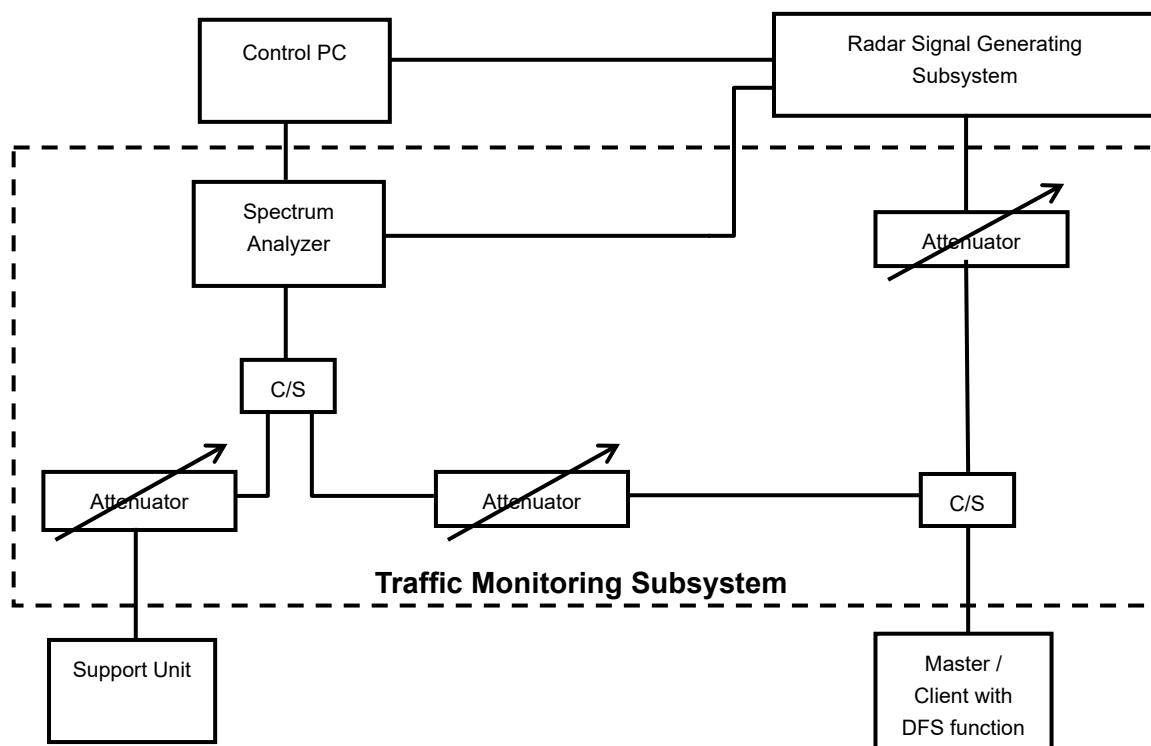 Control PC
Radar Signal Generating
Subsystem
Spectrum
Analyzer
Attenuator
C/S
Attenuator
Attenuator
C/S
Traffic Monitoring Subsystem
Support Unit
Master /
Client with
DFS function